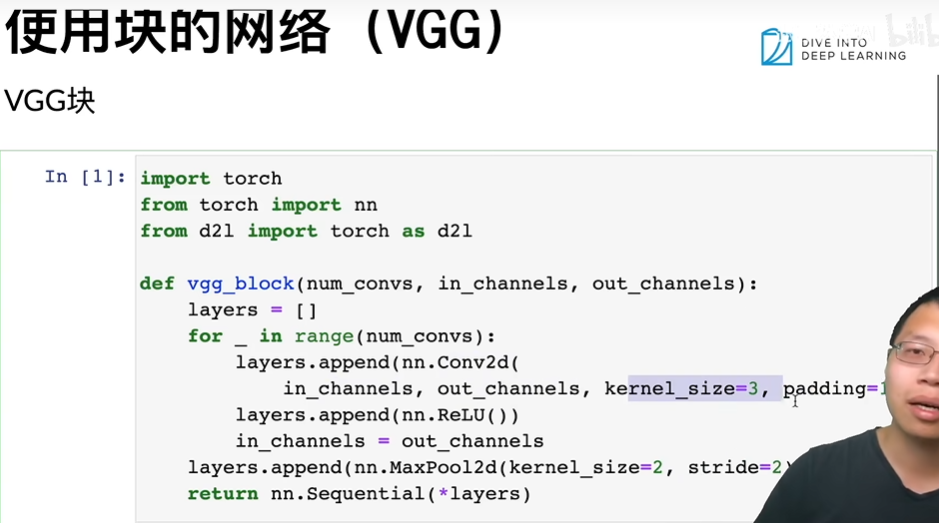 使用块的网络（VGG）
DIVE INTO
DEEP LEARNING
VGG块
In [1]:
import torch
from torch import nn
from d2l import torch as d2l
def vgg_block(num_convs, in_channels, out_channels):
layers = []
for _ in range(num_convs):
layers.append(nn.Conv2d(
in_channels, out_channels, kernel_size=3, padding=1
layers.append(nn.ReLU())
in_channels = out_channels
layers.append(nn.MaxPool2d(kernel_size=2, stride=2)
return nn.Sequential(*layers)